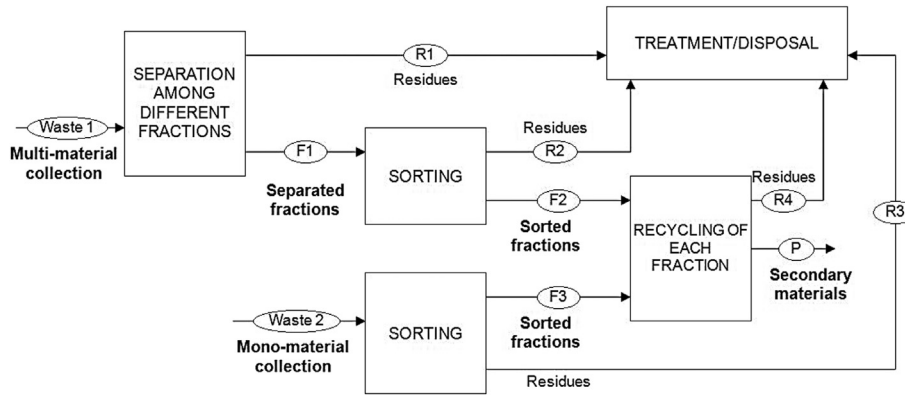 R1
TREATMENT/DISPOSAL
Residues
SEPARATION
AMONG
DIFFERENT
FRACTIONS
Waste 1
Multi-material
collection
F1
Separated
fractions
SORTING
Residues
R2
F2
Sorted
fractions
Residues
R4
R3
RECYCLING OF
EACH
FRACTION
P
Secondary
materials
Waste 2
Mono-material
collection
SORTING
F3
Sorted
fractions
Residues